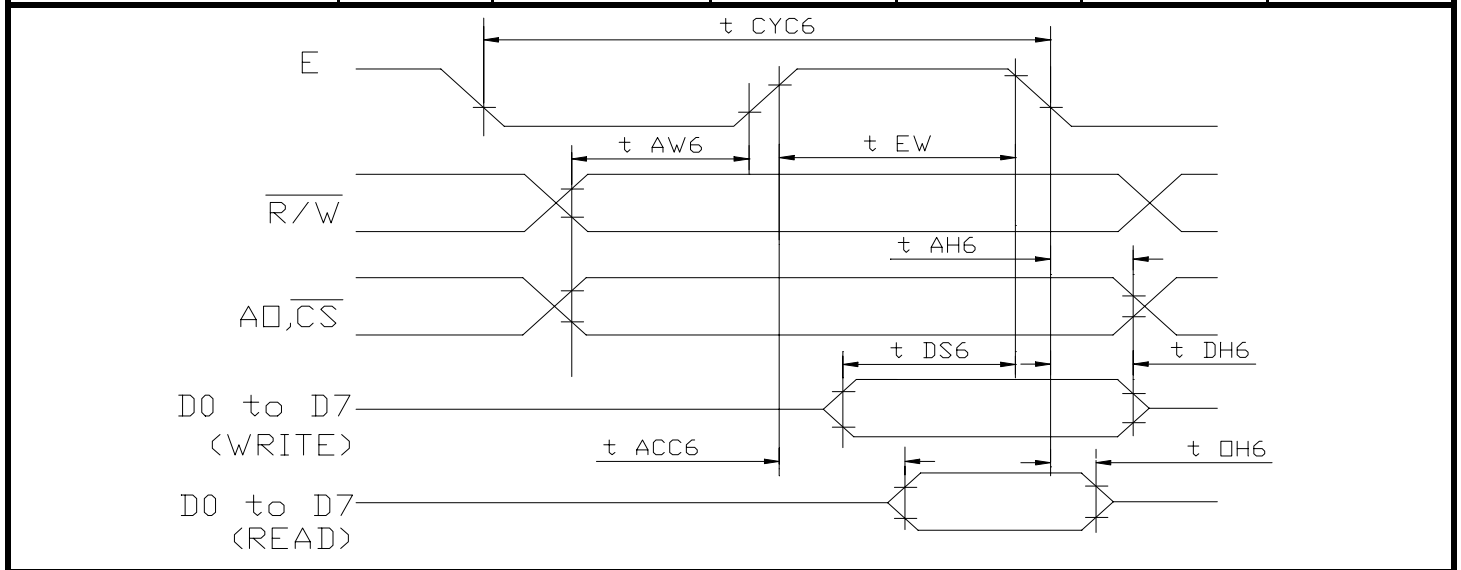 t CYC6
E
t AW6
t EW
R/W
t AH6
A0,CS
t DS6
t DH6
D0 to D7
(WRITE)
t ACC6
t OH6
D0 to D7
(READ)